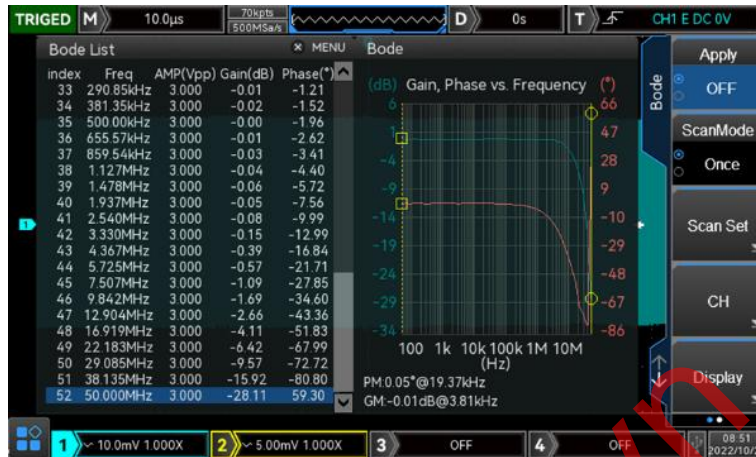 TRIGED M 10.0μs 70kpts 500MSa/s D 0s T CH1 E DC 0V
Bode List × MENU
index Freq AMP(Vpp) Gain(dB) Phase(°)
33 290.85kHz 3.000 -0.01 -1.21
34 381.35kHz 3.000 -0.02 -1.52
35 500.00kHz 3.000 -0.00 -1.96
36 655.57kHz 3.000 -0.01 -2.62
37 859.54kHz 3.000 -0.03 -3.41
38 1.127MHz 3.000 -0.04 -4.40
39 1.478MHz 3.000 -0.06 -5.72
40 1.937MHz 3.000 -0.05 -7.56
41 2.540MHz 3.000 -0.08 -9.99
42 3.330MHz 3.000 -0.15 -12.99
43 4.367MHz 3.000 -0.39 -16.84
44 5.725MHz 3.000 -0.57 -21.71
45 7.507MHz 3.000 -1.09 -27.85
46 9.842MHz 3.000 -1.69 -34.60
47 12.904MHz 3.000 -2.66 -43.36
48 16.919MHz 3.000 -4.11 -51.83
49 22.183MHz 3.000 -6.42 -67.99
50 29.085MHz 3.000 -9.57 -72.72
51 38.135MHz 3.000 -15.92 -80.80
52 50.000MHz 3.000 -28.11 59.30
Bode
(dB) Gain, Phase vs. Frequency (°)
6 66
1 47
-4 28
-9 9
-14 -10
-19 -29
-24 -48
-29 -67
-34 -86
100 1k 10k 100k 1M 10M
(Hz)
PM:0.05°@19.37kHz
GM:-0.01dB@3.81kHz
Bode
Apply
OFF
ScanMode
Once
Scan Set
CH
Display
1
1 10.0mV 1.000X 2 5.00mV 1.000X 3 OFF 4 OFF
08:51